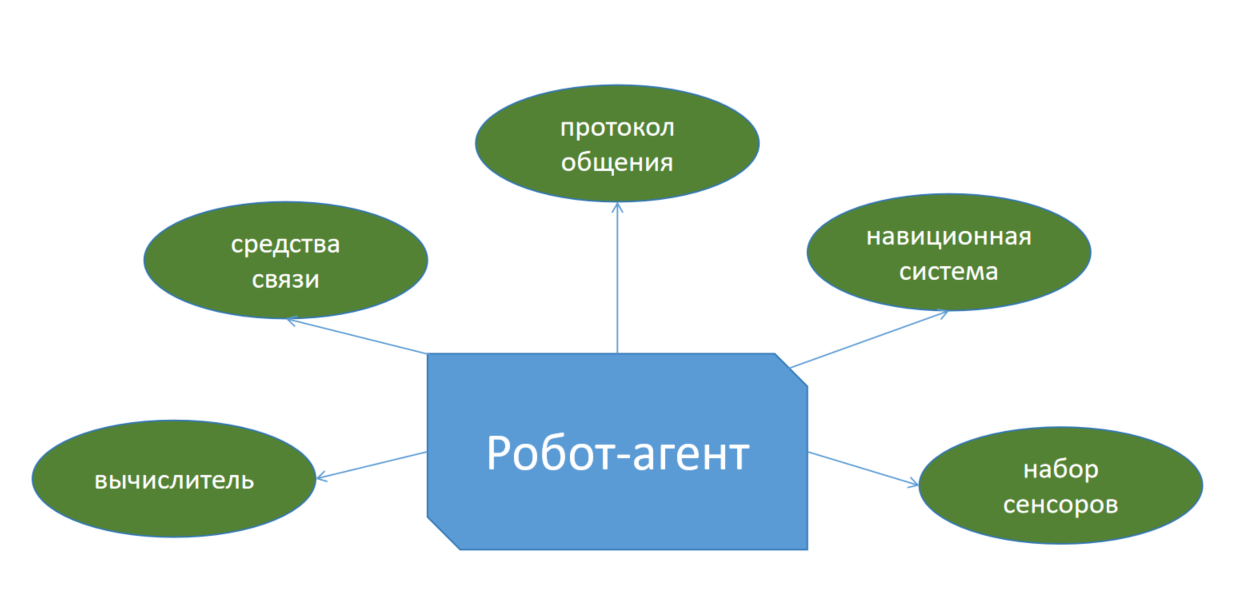 протокол
общения
средства
связи
навиционная
система
Робот-агент
вычислитель
набор
сенсоров